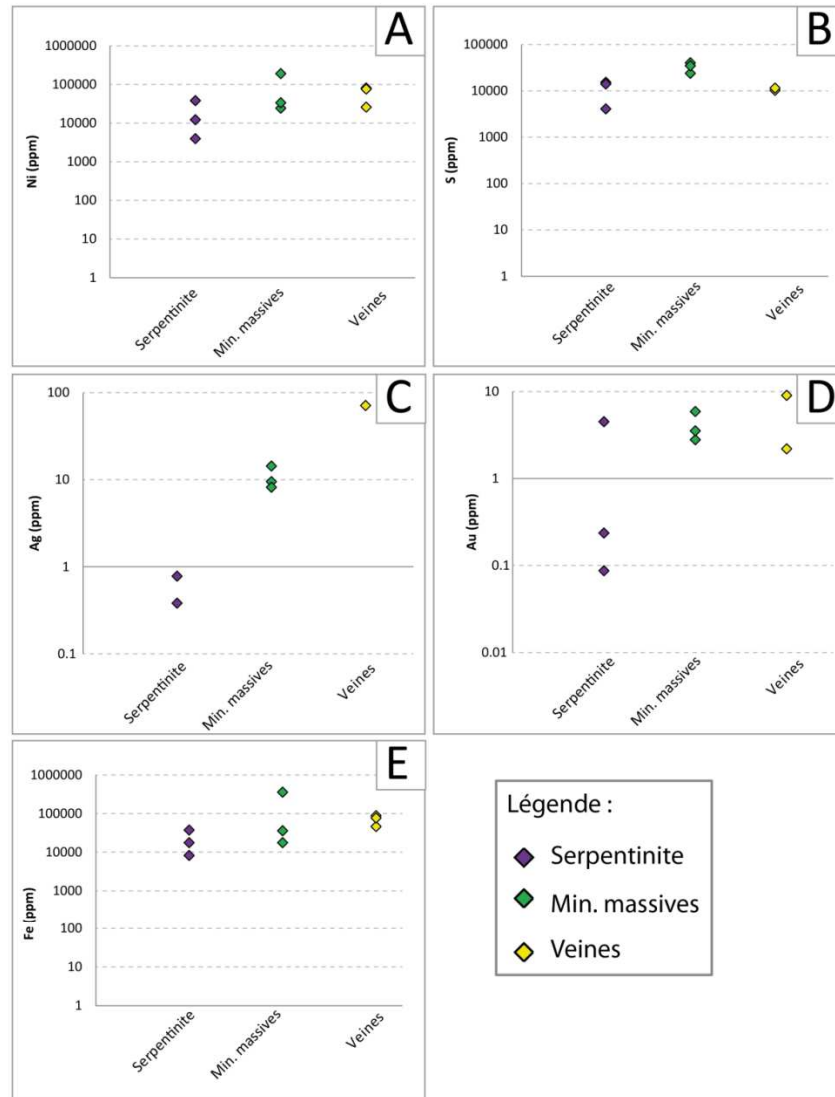 A
Ni (ppm)
1000000
100000
10000
1000
100
10
1
Serpentinite
Min. massives
Veines
B
S (ppm)
100000
10000
1000
100
10
1
Serpentinite
Min. massives
Veines
C
Ag (ppm)
100
10
1
0.1
Serpentinite
Min. massives
Veines
D
Au (ppm)
10
1
0.1
0.01
Serpentinite
Min. massives
Veines
E
Fe (ppm)
1000000
100000
10000
1000
100
10
1
Serpentinite
Min. massives
Veines
Légende :
Serpentinite
Min. massives
Veines